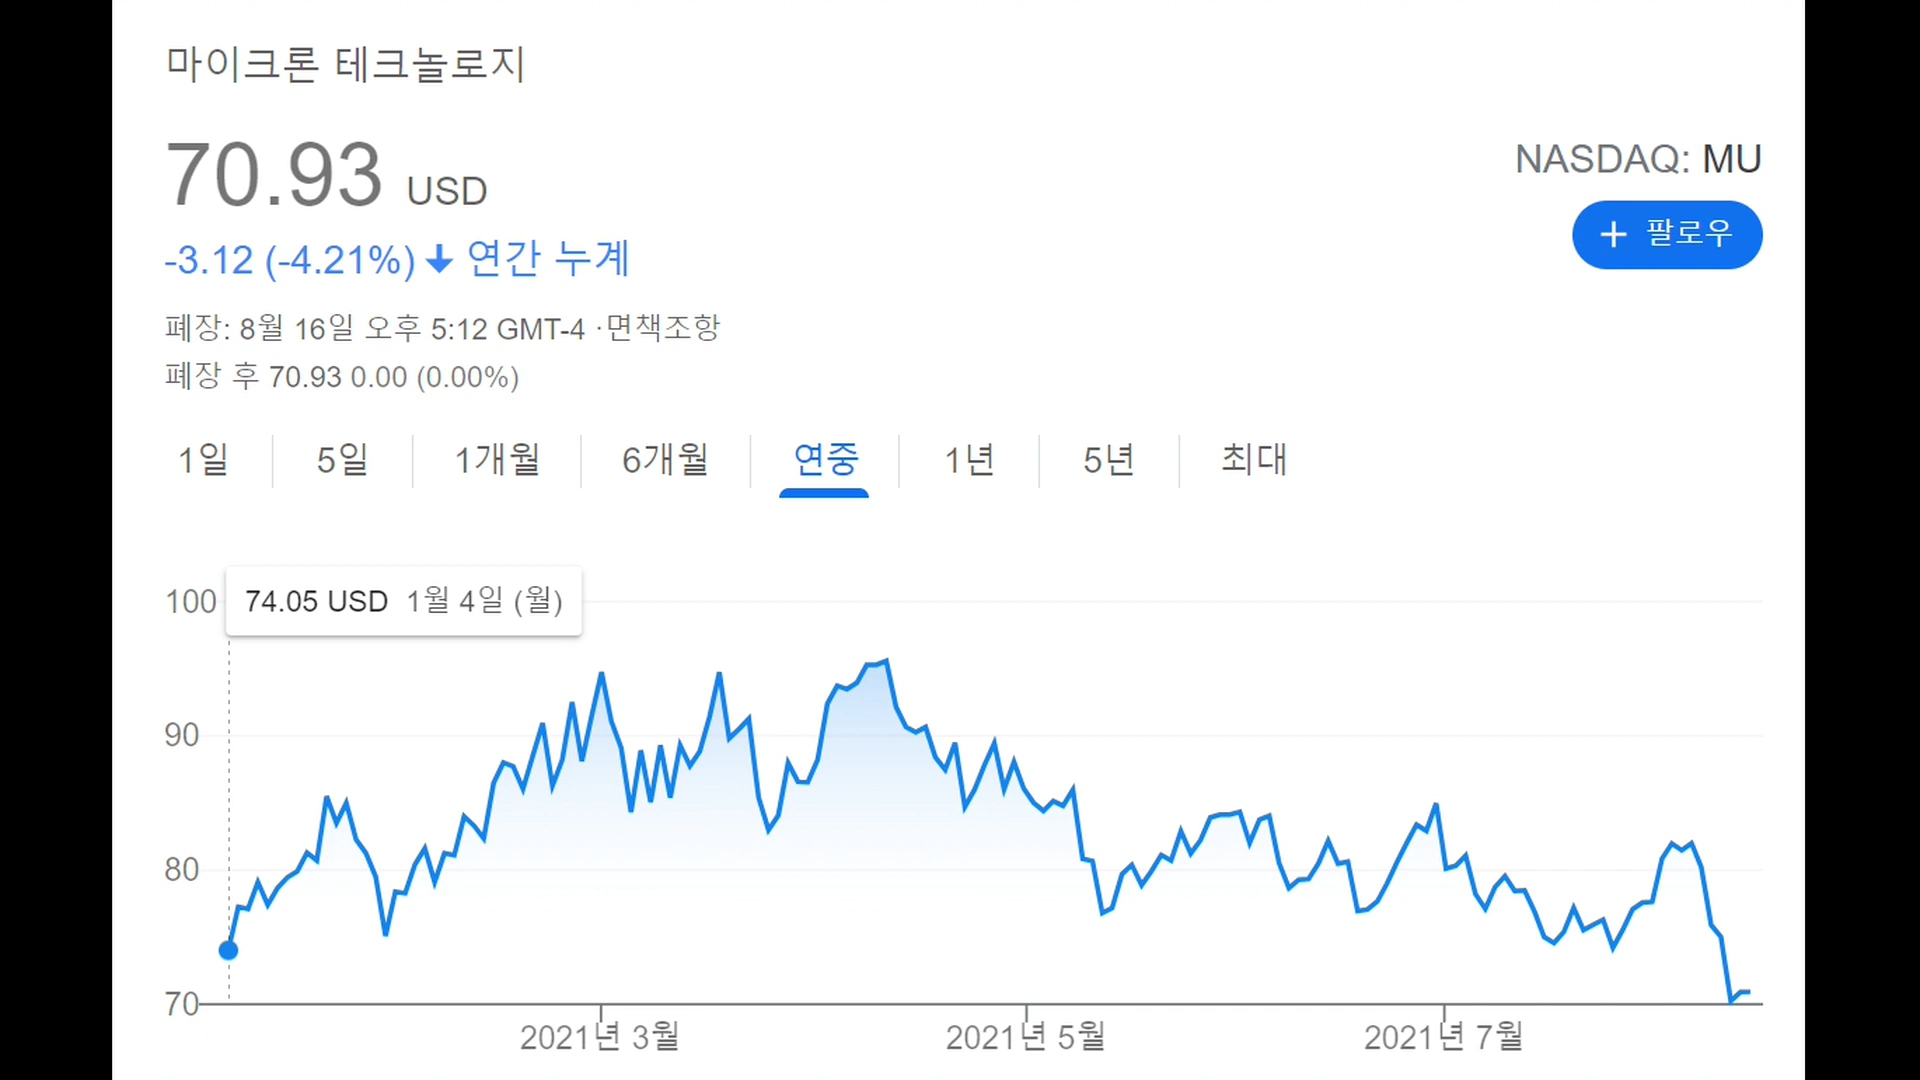 마이크론 테크놀로지
70.93 USD
NASDAQ: MU
+ 팔로우
-3.12 (-4.21%) ↓ 연간 누계
폐장: 8월 16일 오후 5:12 GMT-4 ·면책조항
폐장 후 70.93 0.00 (0.00%)
1일 5일 1개월 6개월 연중 1년 5년 최대
100
74.05 USD 1월 4일 (월)
90
80
70
2021년 3월 2021년 5월 2021년 7월